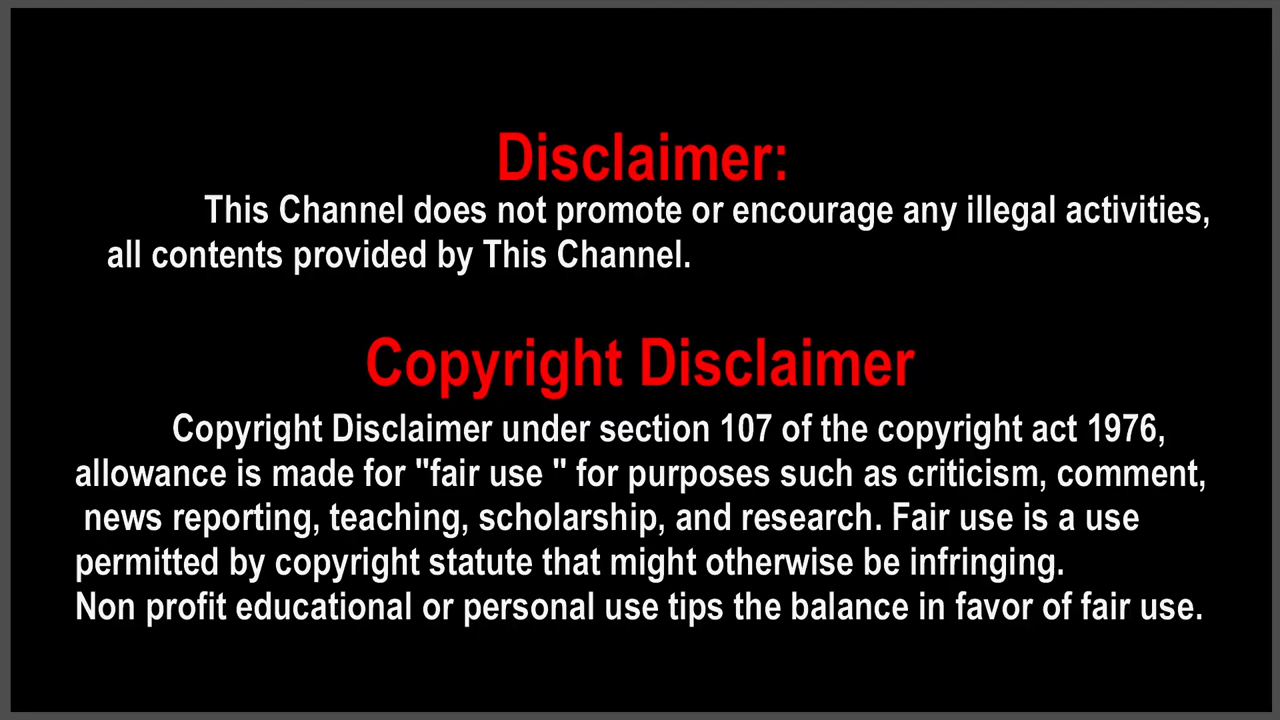 Disclaimer:
This Channel does not promote or encourage any illegal activities,
all contents provided by This Channel.
Copyright Disclaimer
Copyright Disclaimer under section 107 of the copyright act 1976,
allowance is made for "fair use " for purposes such as criticism, comment,
news reporting, teaching, scholarship, and research. Fair use is a use
permitted by copyright statute that might otherwise be infringing.
Non profit educational or personal use tips the balance in favor of fair use.